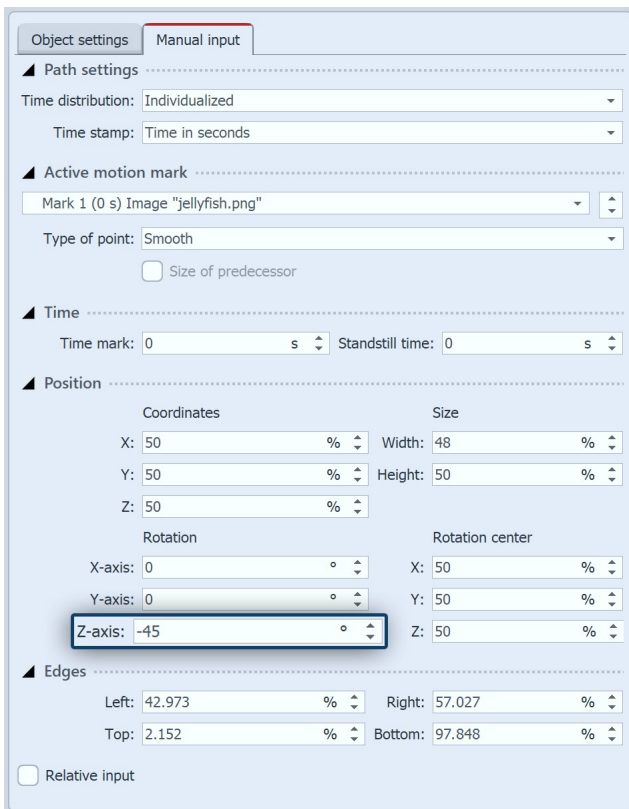 Object settings Manual input
Path settings
Time distribution: Individualized
Time stamp: Time in seconds
Active motion mark
Mark 1 (0 s) Image "jellyfish.png"
Type of point: Smooth
Size of predecessor
Time
Time mark: 0 s Standstill time: 0 s
Position
Coordinates Size
X: 50 % Width: 48 %
Y: 50 % Height: 50 %
Z: 50 %
Rotation Rotation center
X-axis: 0 ° X: 50 %
Y-axis: 0 ° Y: 50 %
Z-axis: -45 ° Z: 50 %
Edges
Left: 42.973 % Right: 57.027 %
Top: 2.152 % Bottom: 97.848 %
Relative input